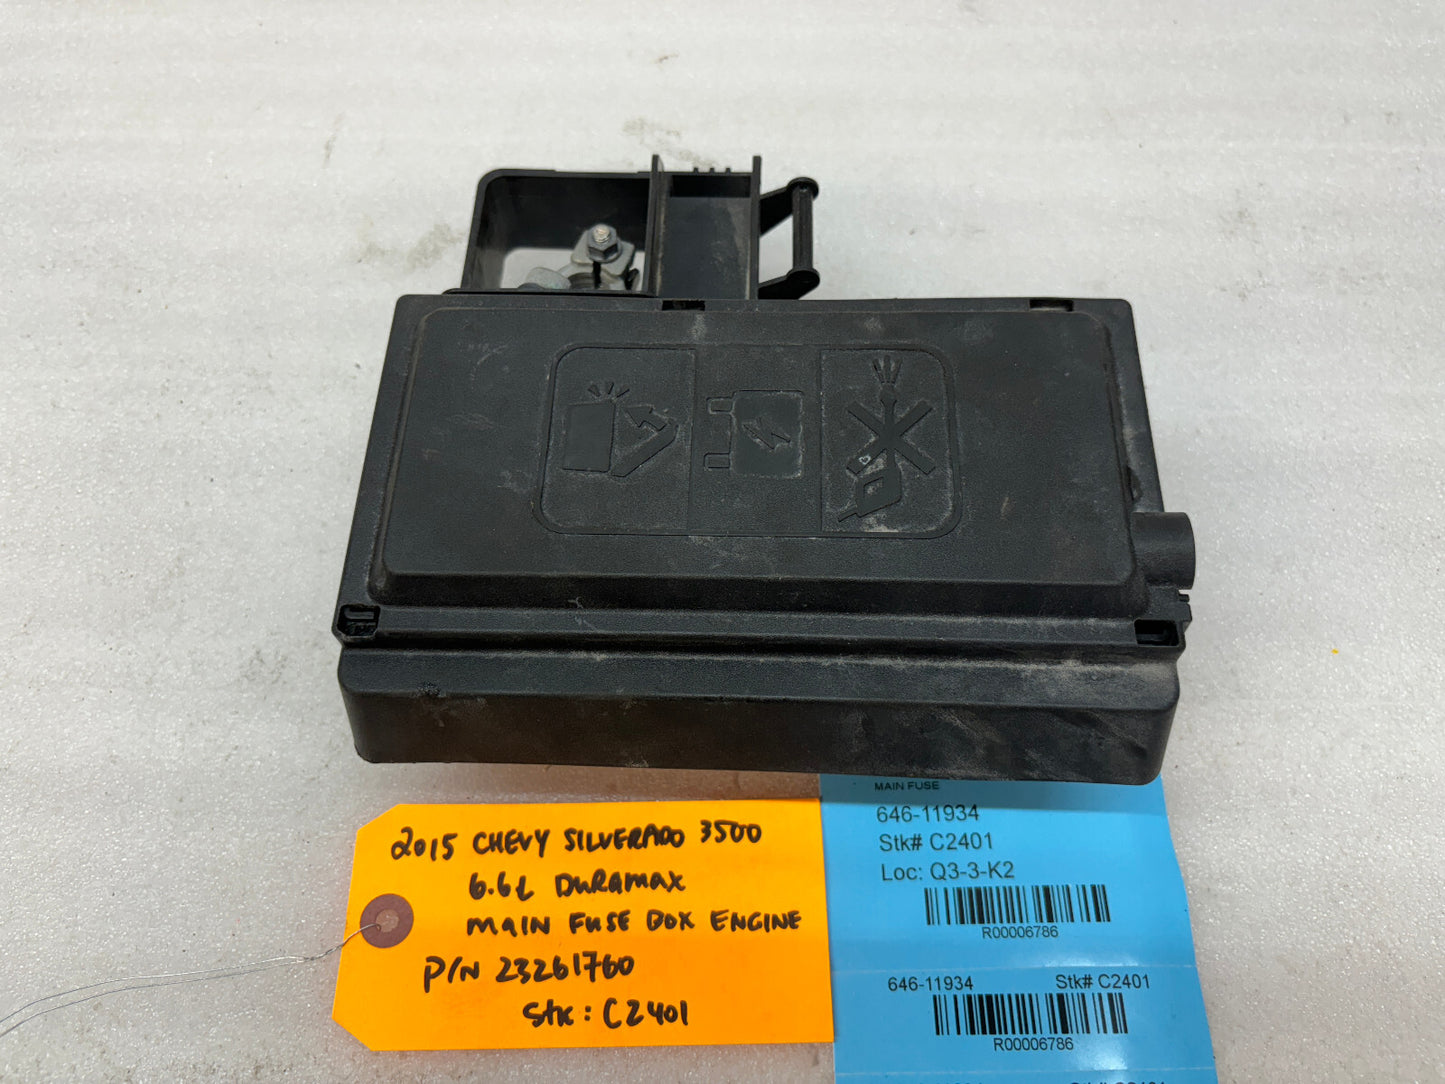 2015 CHEVY SILVERADO 3500
6.6L DURAMAX
MAIN FUSE BOX ENGINE
P/N 23261760
Stk: C2401
MAIN FUSE
646-11934
Stk# C2401
Loc: Q3-3-K2
R00006786
646-11934 Stk# C2401
R00006786